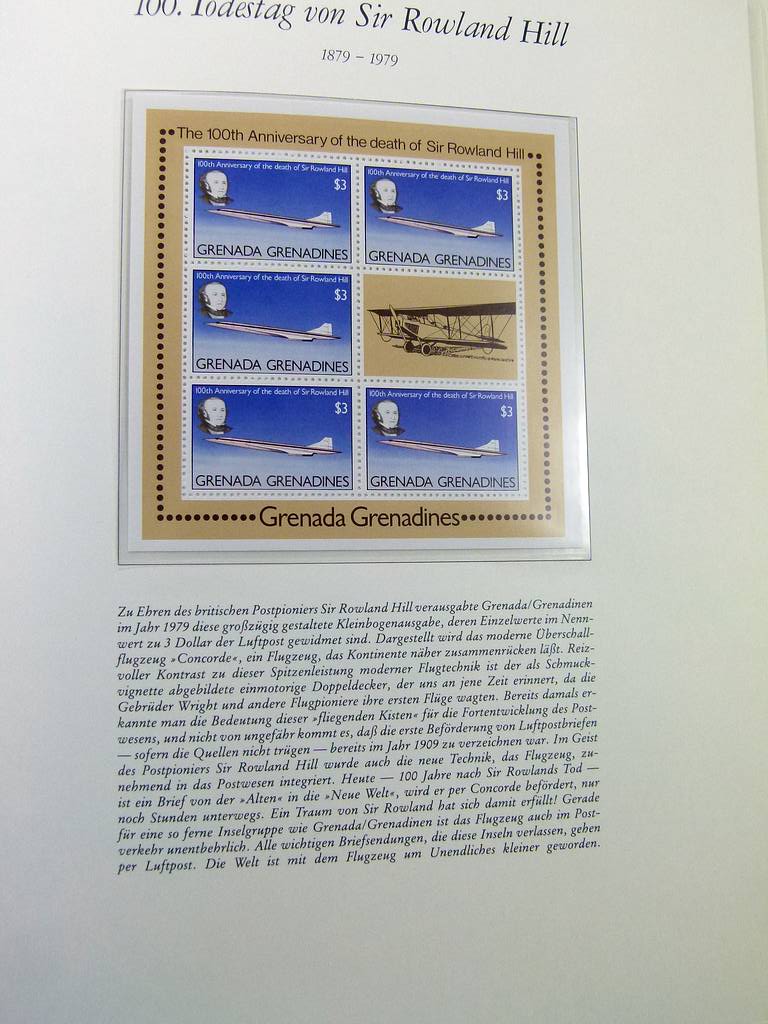 100. Todestag von Sir Rowland Hill
1879 – 1979
The 100th Anniversary of the death of Sir Rowland Hill
100th Anniversary of the death of Sir Rowland Hill
$3
GRENADA GRENADINES
100th Anniversary of the death of Sir Rowland Hill
$3
GRENADA GRENADINES
100th Anniversary of the death of Sir Rowland Hill
$3
GRENADA GRENADINES
100th Anniversary of the death of Sir Rowland Hill
$3
GRENADA GRENADINES
100th Anniversary of the death of Sir Rowland Hill
$3
GRENADA GRENADINES
Grenada Grenadines
Zu Ehren des britischen Postpioniers Sir Rowland Hill verausgabte Grenada/Grenadinen
im Jahr 1979 diese großzügig gestaltete Kleinbogenausgabe, deren Einzelwerte im Nenn-
wert zu 3 Dollar der Luftpost gewidmet sind. Dargestellt wird das moderne Überschall-
flugzeug »Concorde«, ein Flugzeug, das Kontinente näher zusammenrücken läßt. Reiz-
voller Kontrast zu dieser Spitzenleistung moderner Flugtechnik ist der als Schmuck-
vignette abgebildete einmotorige Doppeldecker, der uns an jene Zeit erinnert, da die
Gebrüder Wright und andere Flugpioniere ihre ersten Flüge wagten. Bereits damals er-
kannte man die Bedeutung dieser »fliegenden Kisten« für die Fortentwicklung des Post-
wesens, und nicht von ungefähr kommt es, daß die erste Beförderung von Luftpostbriefen
— sofern die Quellen nicht trügen — bereits im Jahr 1909 zu verzeichnen war. Im Geist
des Postpioniers Sir Rowland Hill wurde auch die neue Technik, das Flugzeug, zu-
nehmend in das Postwesen integriert. Heute — 100 Jahre nach Sir Rowlands Tod —
ist ein Brief von der »Alten« in die »Neue Welt«, wird er per Concorde befördert, nur
noch Stunden unterwegs. Ein Traum von Sir Rowland hat sich damit erfüllt! Gerade
für eine so ferne Inselgruppe wie Grenada/Grenadinen ist das Flugzeug auch im Post-
verkehr unentbehrlich. Alle wichtigen Briefsendungen, die diese Inseln verlassen, gehen
per Luftpost. Die Welt ist mit dem Flugzeug um Unendliches kleiner geworden.